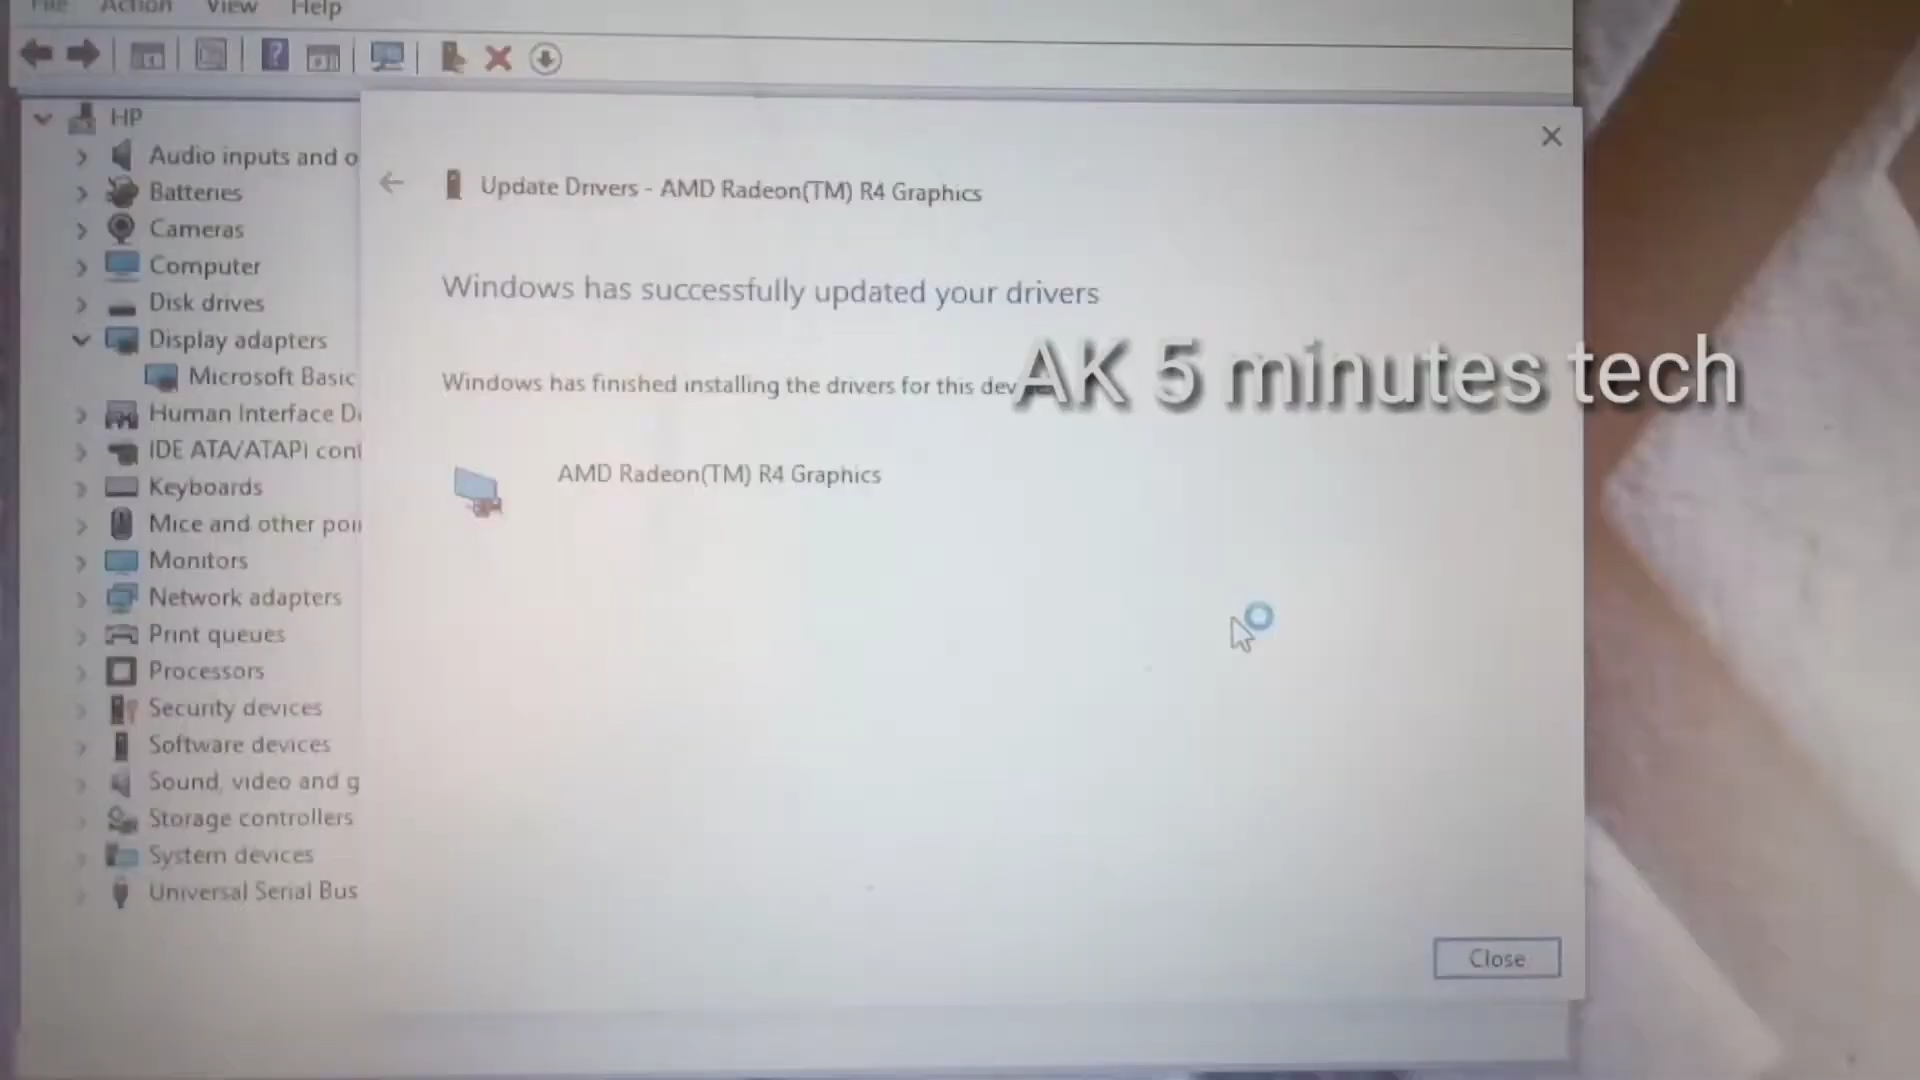 File Action View Help
HP
Audio inputs and o
Batteries
Cameras
Computer
Disk drives
Display adapters
Microsoft Basic
Human Interface D
IDE ATA/ATAPI cont
Keyboards
Mice and other poin
Monitors
Network adapters
Print queues
Processors
Security devices
Software devices
Sound, video and g
Storage controllers
System devices
Universal Serial Bus
Update Drivers - AMD Radeon(TM) R4 Graphics
Windows has successfully updated your drivers
Windows has finished installing the drivers for this dev
AK 5 minutes tech
AMD Radeon(TM) R4 Graphics
Close